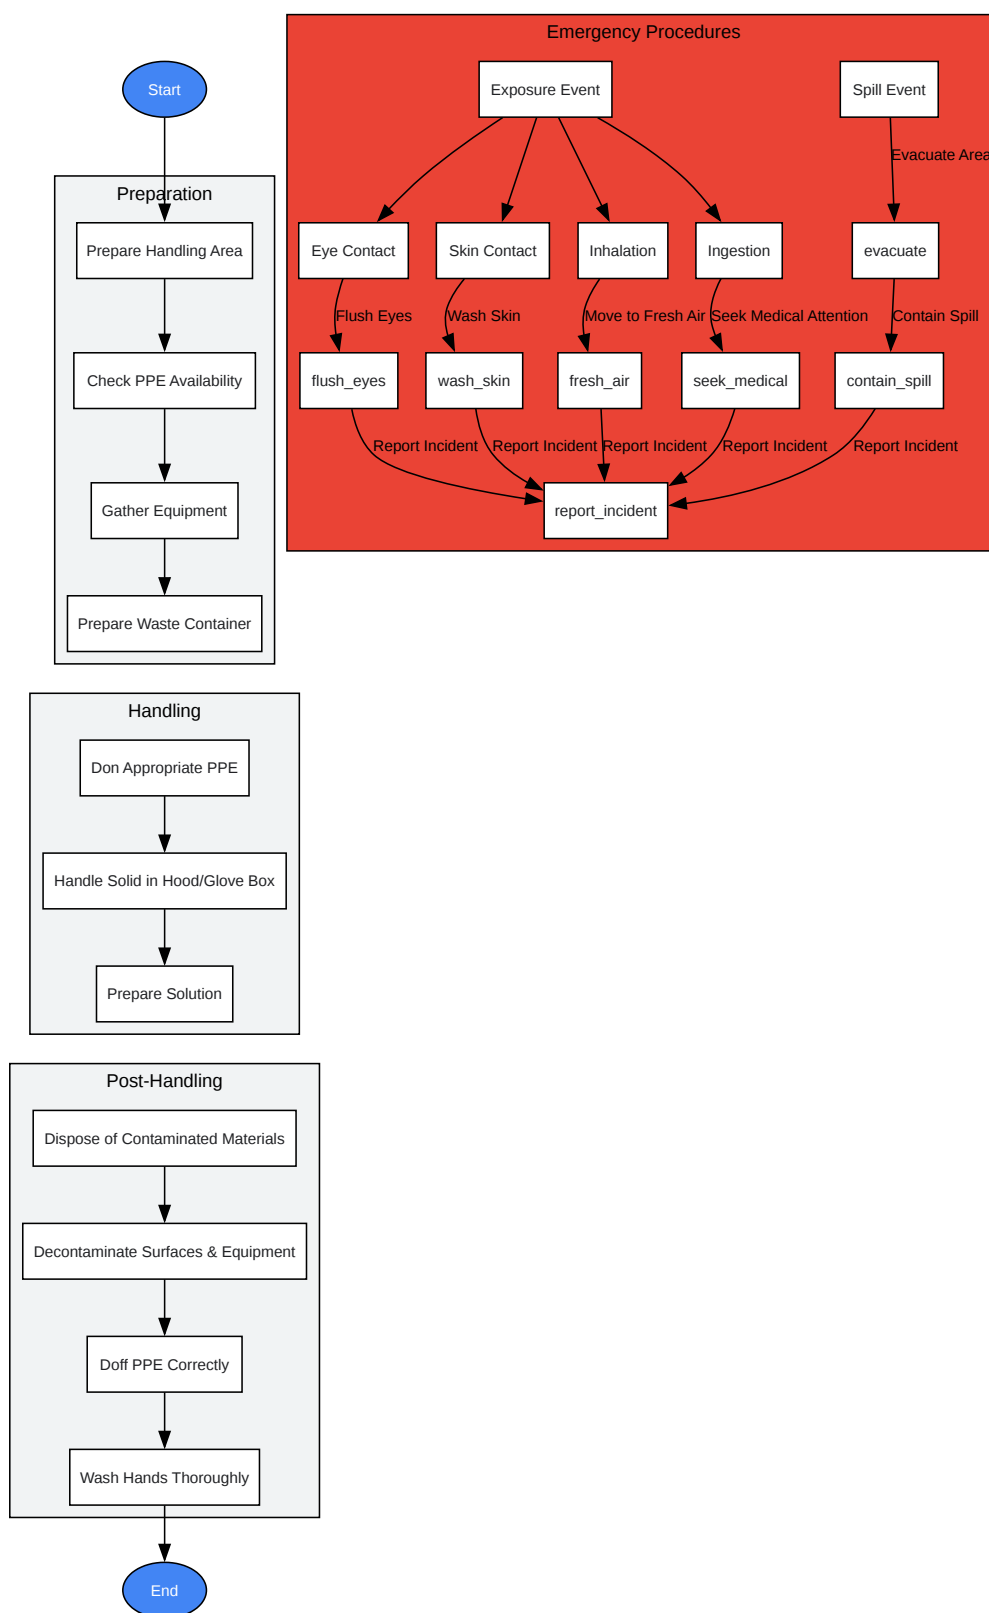 Emergency Procedures
Start
Exposure Event
Spill Event
Evacuate Area
Preparation
Prepare Handling Area
Eye Contact
Skin Contact
Inhalation
Ingestion
evacuate
Flush Eyes
Wash Skin
Move to Fresh Air
Seek Medical Attention
Contain Spill
Check PPE Availability
flush_eyes
wash_skin
fresh_air
seek_medical
contain_spill
Report Incident
Report Incident
Report Incident
Report Incident
Report Incident
Gather Equipment
report_incident
Prepare Waste Container
Handling
Don Appropriate PPE
Handle Solid in Hood/Glove Box
Prepare Solution
Post-Handling
Dispose of Contaminated Materials
Decontaminate Surfaces & Equipment
Doff PPE Correctly
Wash Hands Thoroughly
End